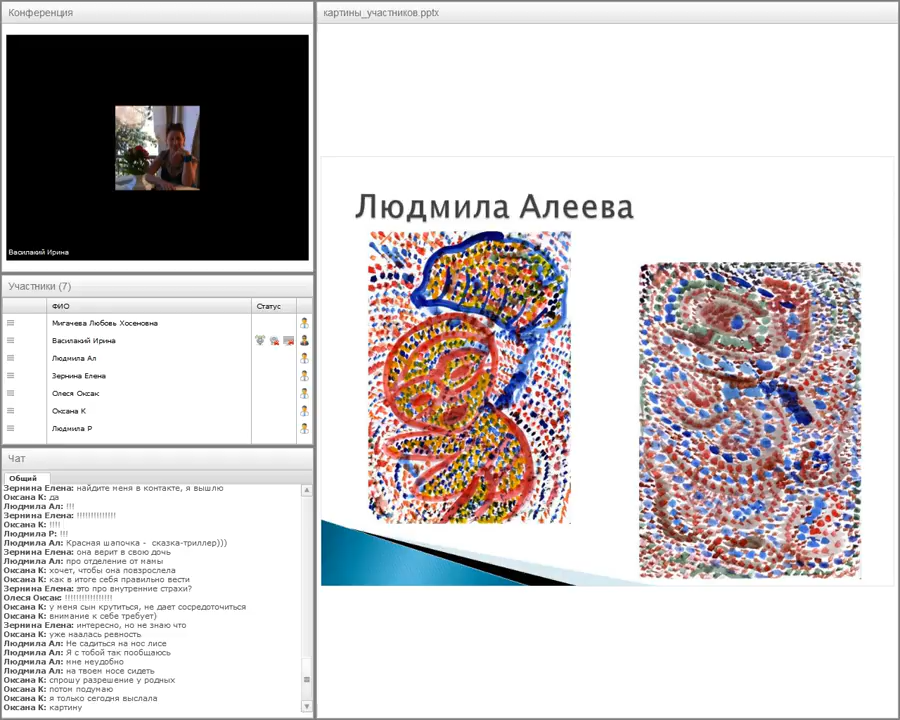 Конференция
Василакий Ирина
Участники (7)
ФИО Статус
Мигачева Любовь Хосеновна
Василакий Ирина
Людмила Ал
Зернина Елена
Олеся Оксак
Оксана К
Людмила Р
Чат
Общий
Зернина Елена: найдите меня в контакте, я вышлю
Оксана К: да
Людмила Ал: !!!
Зернина Елена: !!!!!!!!!!!!!!
Оксана К: !!!!
Людмила Р: !!!
Людмила Ал: Красная шапочка - сказка-триллер)))
Зернина Елена: она верит в свою дочь
Людмила Ал: про отделение от мамы
Оксана К: хочет, чтобы она повзрослела
Оксана К: как в итоге себя правильно вести
Зернина Елена: это про внутренние страхи?
Олеся Оксак: !!!!!!!!!!!!!!!!!
Оксана К: у меня сын крутиться, не дает сосредоточиться
Оксана К: внимание к себе требует)
Зернина Елена: интересно, но не знаю что
Оксана К: уже наалась ревность
Людмила Ал: Не садиться на нос лисе
Людмила Ал: Я с тобой так пообщаюсь
Людмила Ал: мне неудобно
Людмила Ал: на твоем носе сидеть
Оксана К: спрошу разрешение у родных
Оксана К: потом подумаю
Оксана К: я только сегодня выслала
Оксана К: картину
картины_участников.pptx
Людмила Алеева